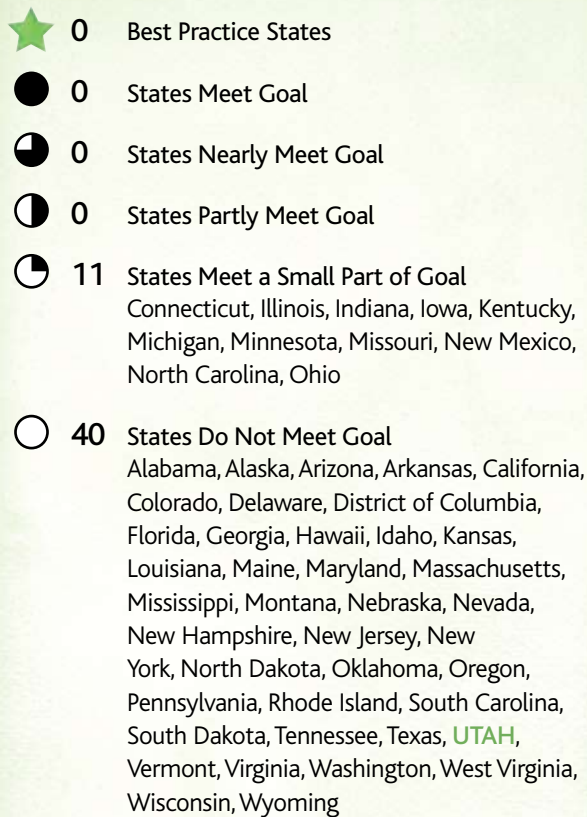 0 Best Practice States
0 States Meet Goal
0 States Nearly Meet Goal
0 States Partly Meet Goal
11 States Meet a Small Part of Goal
Connecticut, Illinois, Indiana, Iowa, Kentucky,
Michigan, Minnesota, Missouri, New Mexico,
North Carolina, Ohio
40 States Do Not Meet Goal
Alabama, Alaska, Arizona, Arkansas, California,
Colorado, Delaware, District of Columbia,
Florida, Georgia, Hawaii, Idaho, Kansas,
Louisiana, Maine, Maryland, Massachusetts,
Mississippi, Montana, Nebraska, Nevada,
New Hampshire, New Jersey, New
York, North Dakota, Oklahoma, Oregon,
Pennsylvania, Rhode Island, South Carolina,
South Dakota, Tennessee, Texas, UTAH,
Vermont, Virginia, Washington, West Virginia,
Wisconsin, Wyoming